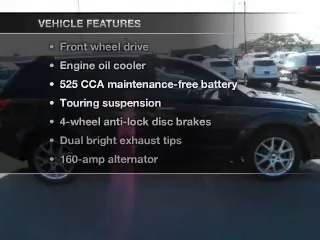 VEHICLE FEATURES
• Front wheel drive
• Engine oil cooler
• 525 CCA maintenance-free battery
• Touring suspension
• 4-wheel anti-lock disc brakes
• Dual bright exhaust tips
• 160-amp alternator